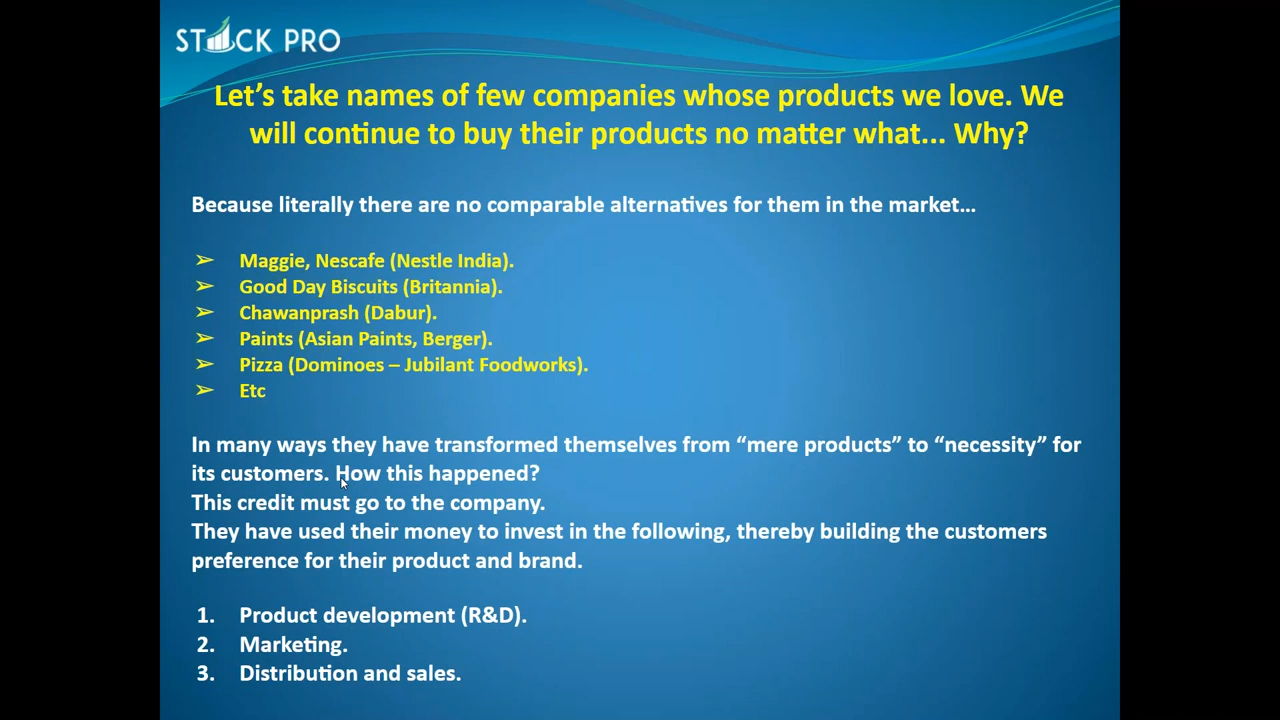 STOCK PRO
Let’s take names of few companies whose products we love. We
will continue to buy their products no matter what... Why?
Because literally there are no comparable alternatives for them in the market…
➢ Maggie, Nescafe (Nestle India).
➢ Good Day Biscuits (Britannia).
➢ Chawanprash (Dabur).
➢ Paints (Asian Paints, Berger).
➢ Pizza (Dominoes – Jubilant Foodworks).
➢ Etc
In many ways they have transformed themselves from “mere products” to “necessity” for
its customers. How this happened?
This credit must go to the company.
They have used their money to invest in the following, thereby building the customers
preference for their product and brand.
1. Product development (R&D).
2. Marketing.
3. Distribution and sales.